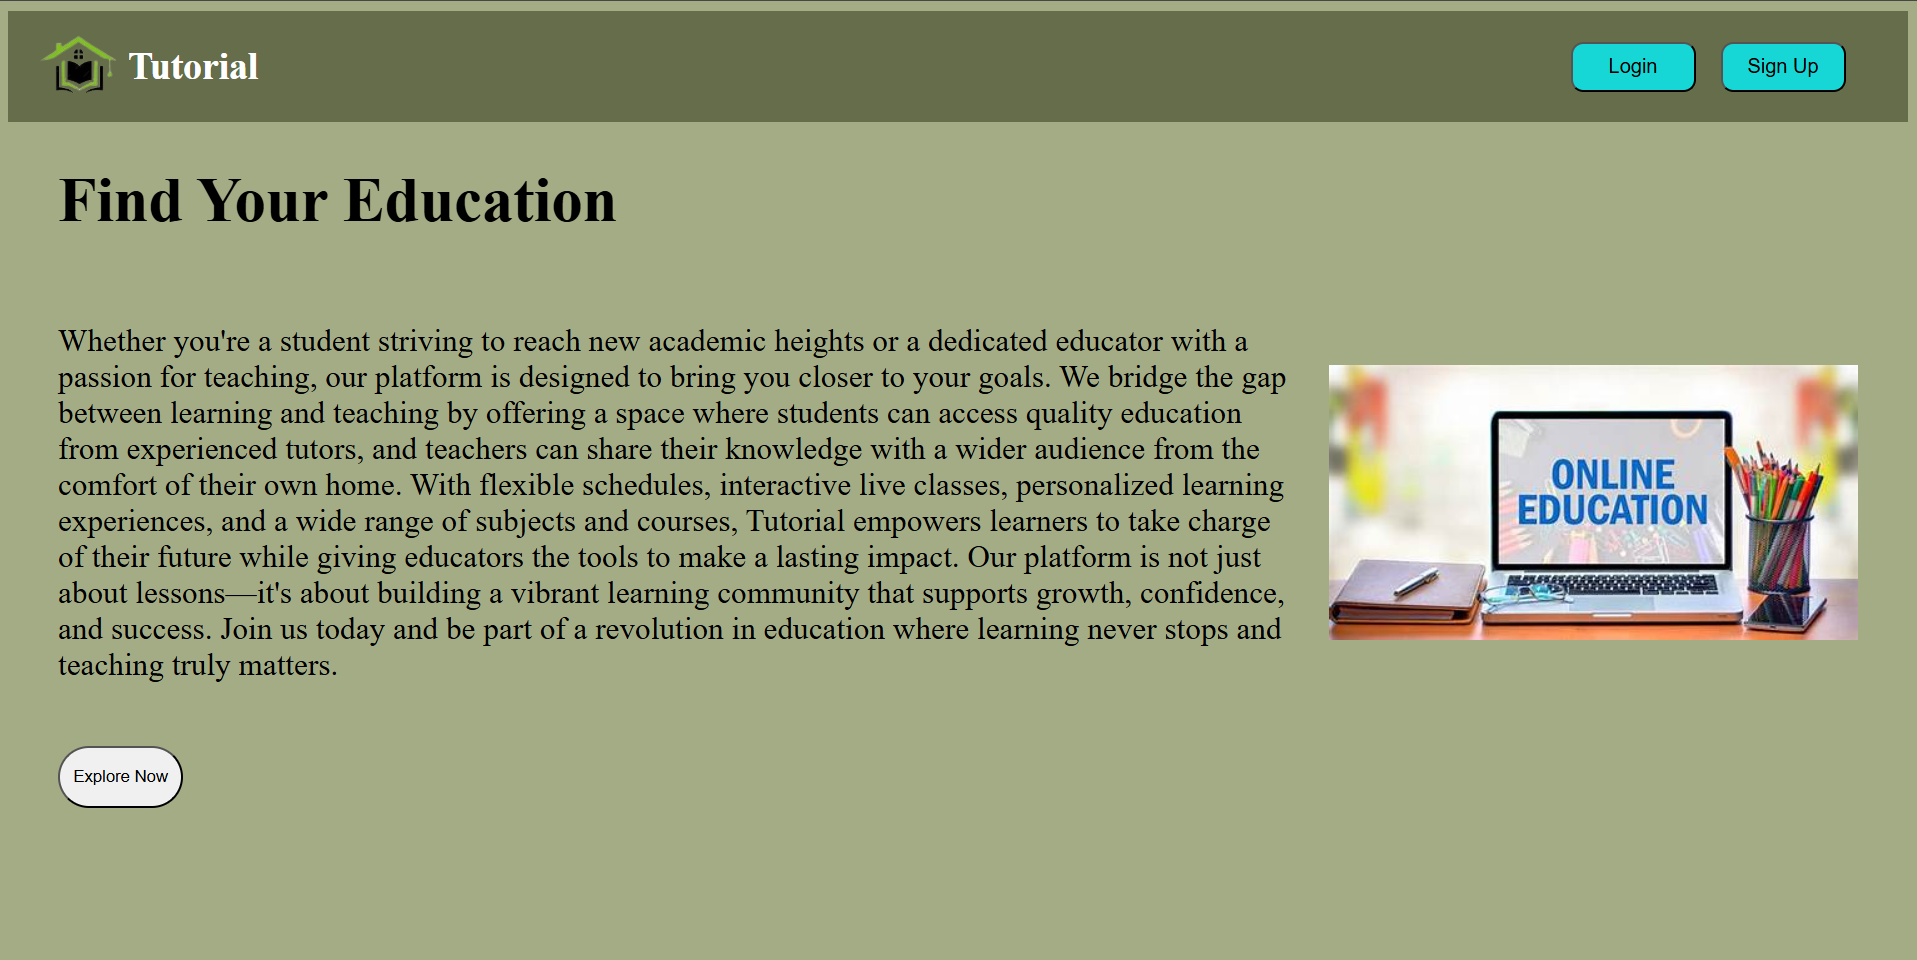 Tutorial
Login
Sign Up
Find Your Education
Whether you're a student striving to reach new academic heights or a dedicated educator with a
passion for teaching, our platform is designed to bring you closer to your goals. We bridge the gap
between learning and teaching by offering a space where students can access quality education
from experienced tutors, and teachers can share their knowledge with a wider audience from the
comfort of their own home. With flexible schedules, interactive live classes, personalized learning
experiences, and a wide range of subjects and courses, Tutorial empowers learners to take charge
of their future while giving educators the tools to make a lasting impact. Our platform is not just
about lessons—it's about building a vibrant learning community that supports growth, confidence,
and success. Join us today and be part of a revolution in education where learning never stops and
teaching truly matters.
ONLINE
EDUCATION
Explore Now